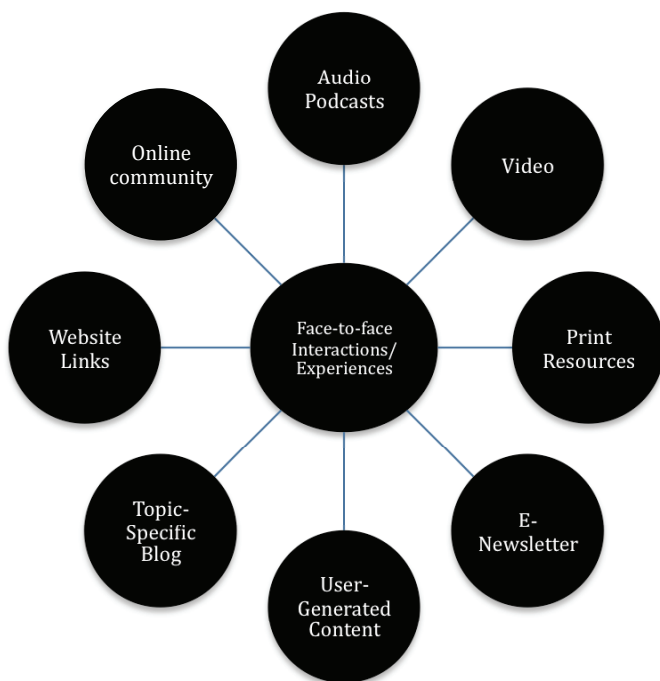 Audio
Podcasts
Online
community
Video
Website
Links
Face-to-face
Interactions/
Experiences
Print
Resources
Topic-
Specific
Blog
E-
Newsletter
User-
Generated
Content